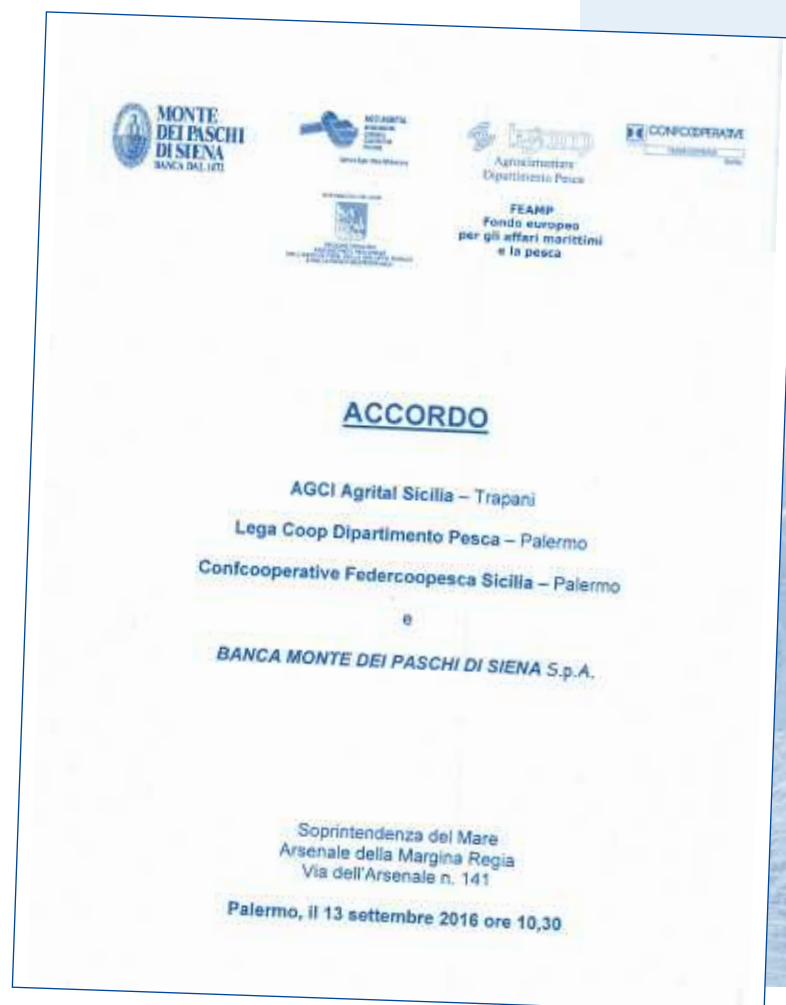 MONTE
DEI PASCHI
DI SIENA
BANCA DAL 1472
AGCI AGRITAL
Agroalimentare
Dipartimento Pesca
CONFCOOPERATIVE
FEAMP
Fondo europeo
per gli affari marittimi
e la pesca
ACCORDO
AGCI Agrital Sicilia – Trapani
Lega Coop Dipartimento Pesca – Palermo
Confcooperative Federcoopesca Sicilia – Palermo
e
BANCA MONTE DEI PASCHI DI SIENA S.p.A.
Soprintendenza del Mare
Arsenale della Margina Regia
Via dell'Arsenale n. 141
Palermo, il 13 settembre 2016 ore 10,30